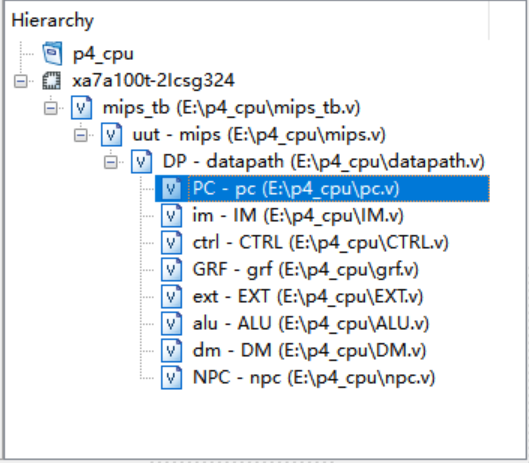 Hierarchy
p4_cpu
xa7a100t-2Icsg324
V mips_tb (E:\p4_cpu\mips_tb.v)
V uut - mips (E:\p4_cpu\mips.v)
V DP - datapath (E:\p4_cpu\datapath.v)
V PC - pc (E:\p4_cpu\pc.v)
V im - IM (E:\p4_cpu\IM.v)
V ctrl - CTRL (E:\p4_cpu\CTRL.v)
V GRF - grf (E:\p4_cpu\grf.v)
V ext - EXT (E:\p4_cpu\EXT.v)
V alu - ALU (E:\p4_cpu\ALU.v)
V dm - DM (E:\p4_cpu\DM.v)
V NPC - npc (E:\p4_cpu\npc.v)